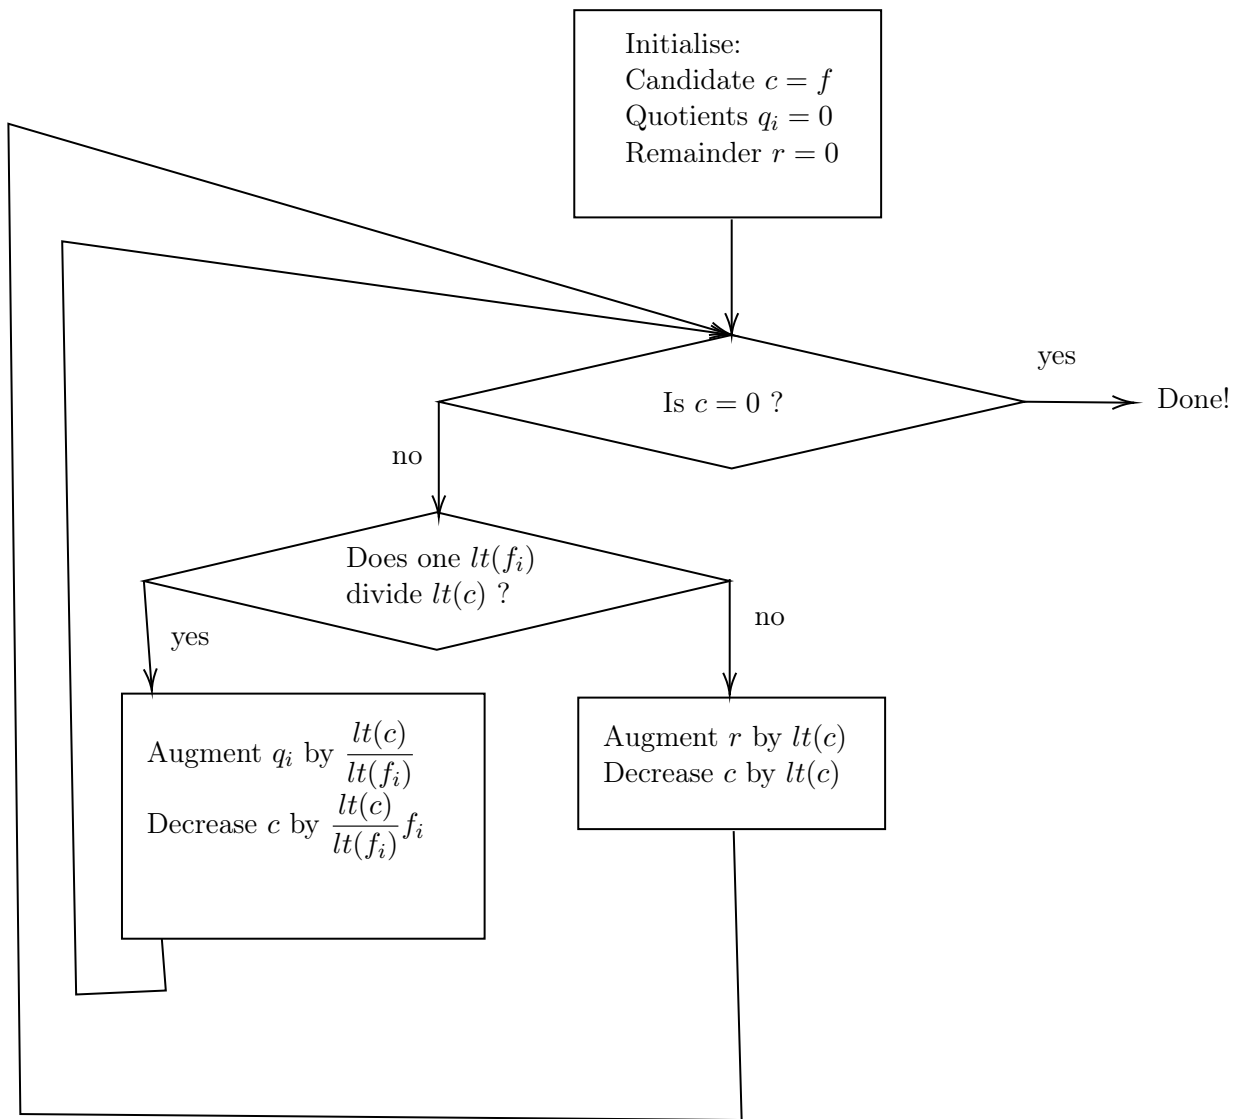 Initialise:
Candidate $c = f$
Quotients $q_i = 0$
Remainder $r = 0$
yes
Is $c = 0$ ?
Done!
no
Does one $lt(f_i)$
divide $lt(c)$ ?
yes
no
Augment $q_i$ by $\dfrac{lt(c)}{lt(f_i)}$
Decrease $c$ by $\dfrac{lt(c)}{lt(f_i)} f_i$
Augment $r$ by $lt(c)$
Decrease $c$ by $lt(c)$